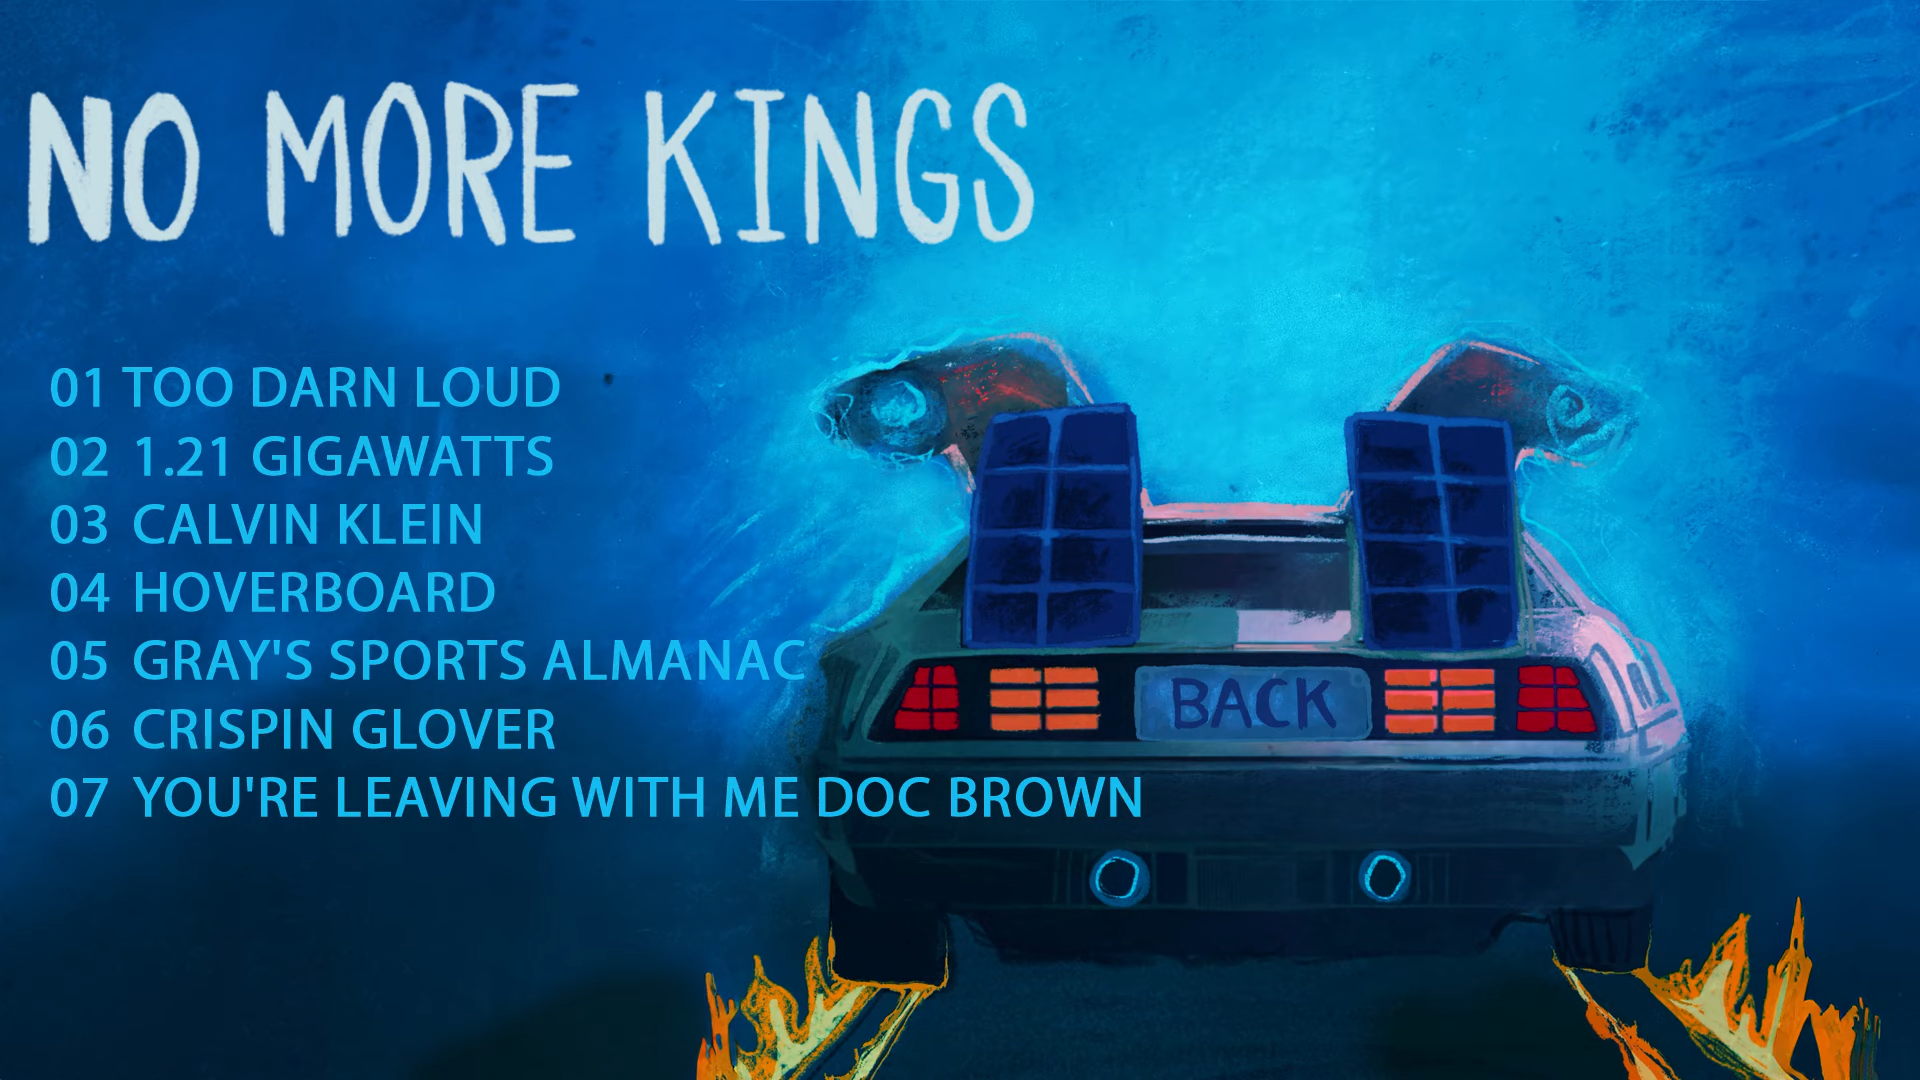 NO MORE KINGS
01 TOO DARN LOUD
02 1.21 GIGAWATTS
03 CALVIN KLEIN
04 HOVERBOARD
05 GRAY'S SPORTS ALMANAC
06 CRISPIN GLOVER
07 YOU'RE LEAVING WITH ME DOC BROWN
BACK